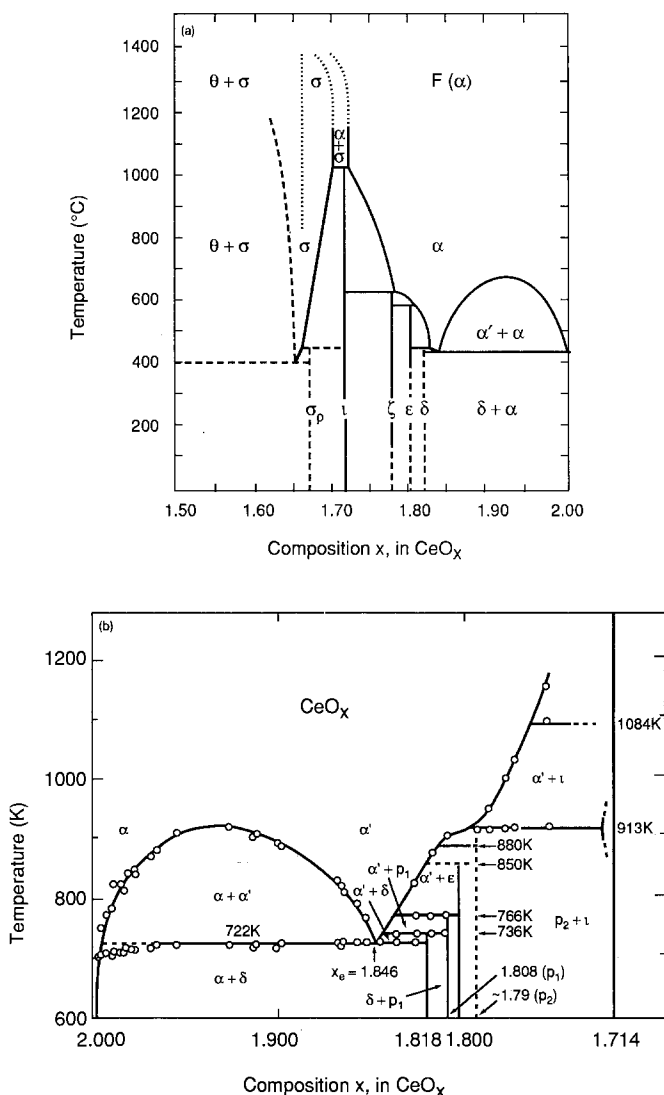 (a)
1400
θ + σ
σ
F (α)
1200
α
+
σ
1000
Temperature (°C)
800
θ + σ
σ
α
600
α' + α
400
σp ι ζ ε δ
δ + α
200
1.50 1.60 1.70 1.80 1.90 2.00
Composition x, in CeOx
(b)
1200
CeOx
1084K
α' + ι
1000
Temperature (K)
α
α'
913K
880K
α' + ε
850K
α' + p1
α' + δ
α + α'
800
722K
766K
p2 + ι
736K
xe = 1.846
α + δ
δ + p1
1.808 (p1)
~1.79 (p2)
600
2.000 1.900 1.818 1.800 1.714
Composition x, in CeOx